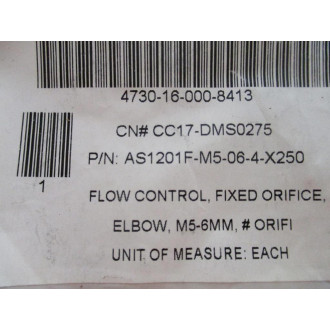 4730-16-000-8413
CN# CC17-DMS0275
P/N: AS1201F-M5-06-4-X250
1
FLOW CONTROL, FIXED ORIFICE,
ELBOW, M5-6MM, # ORIFI
UNIT OF MEASURE: EACH